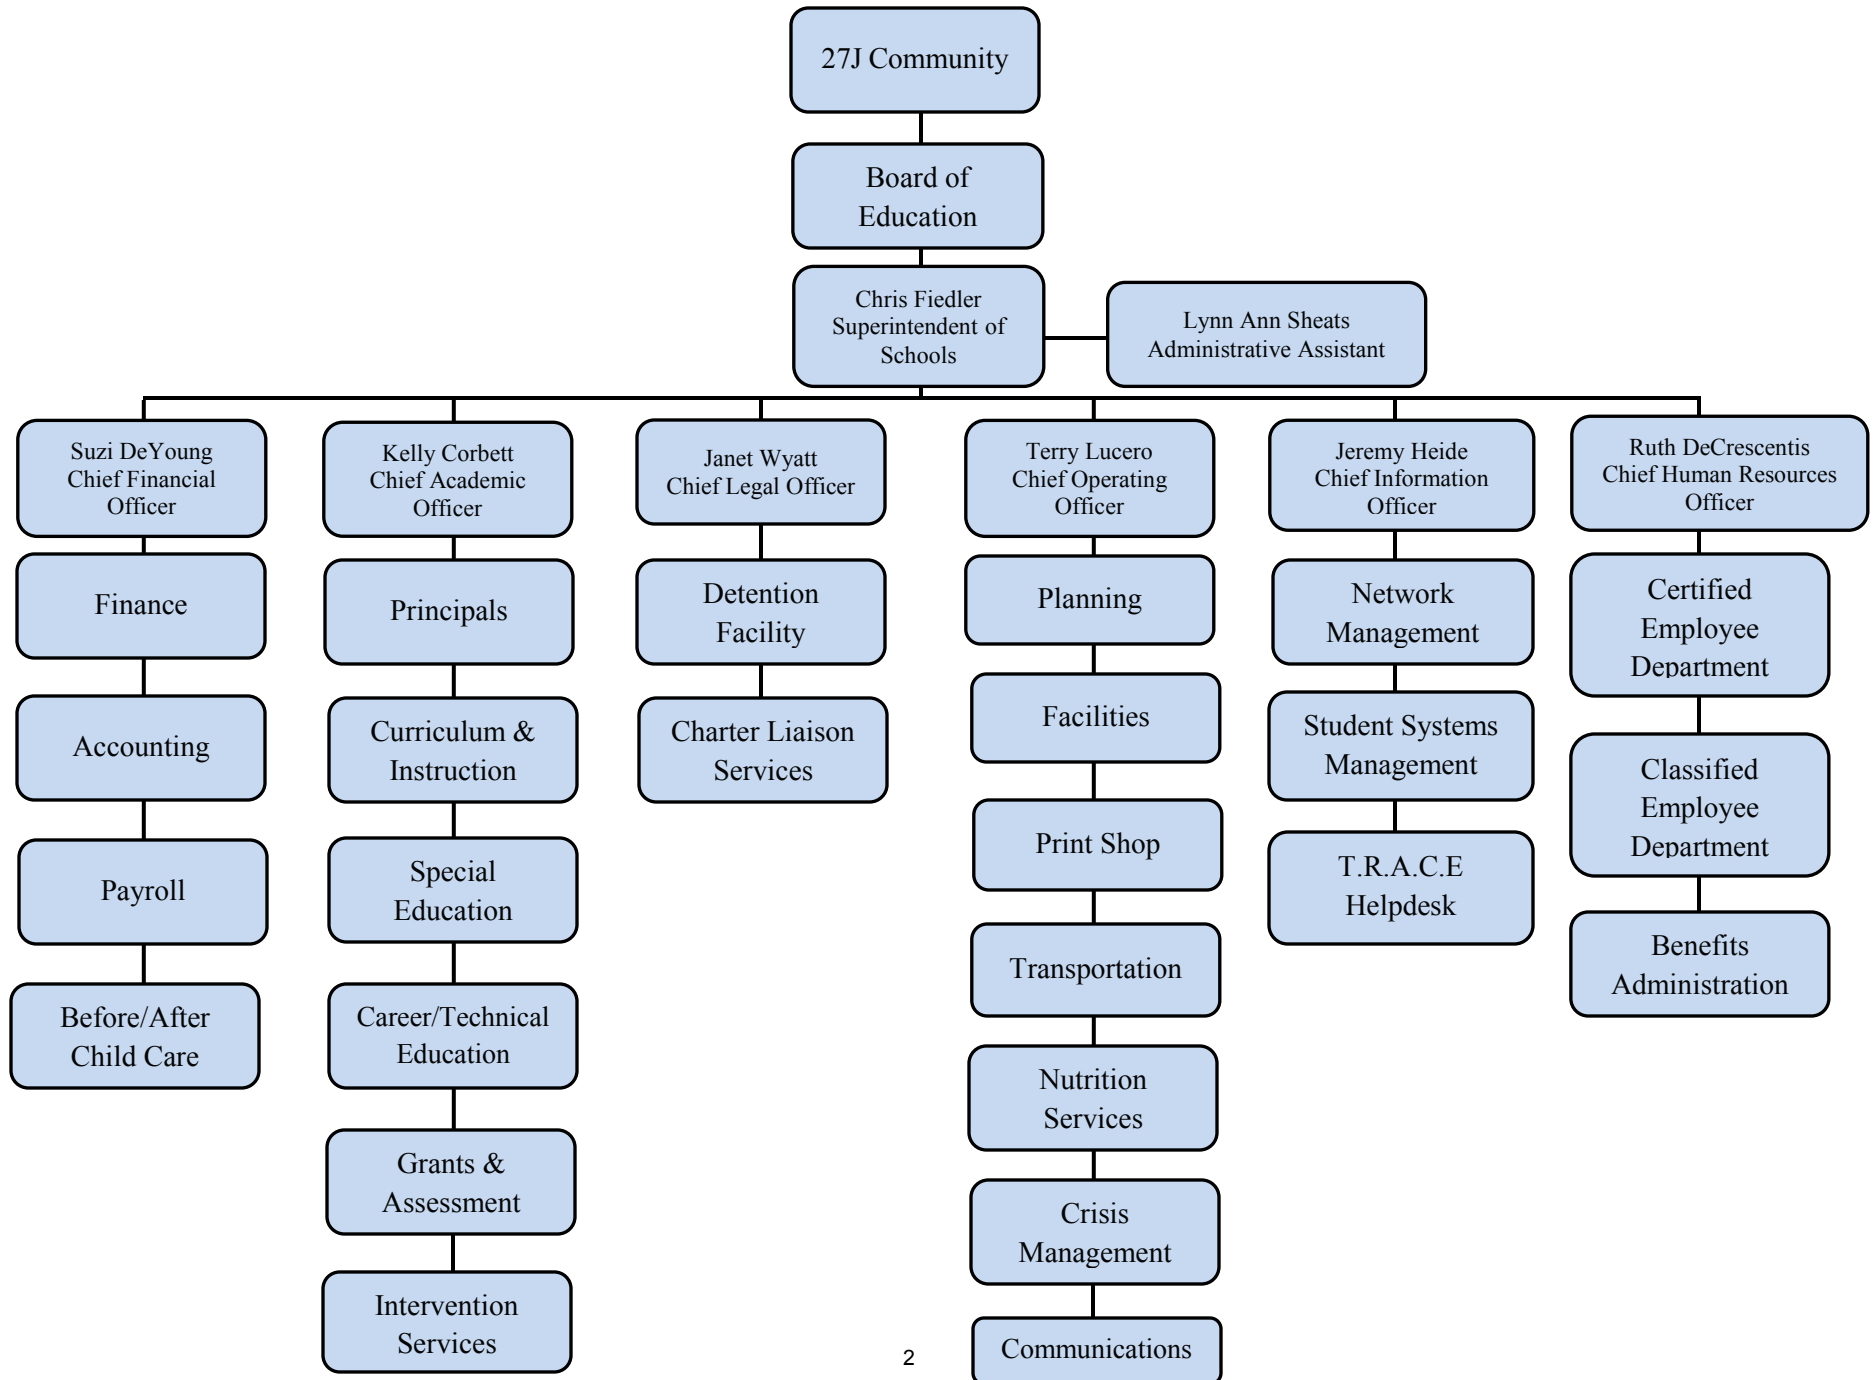 27J Community
Board of
Education
Chris Fiedler
Superintendent of
Schools
Lynn Ann Sheats
Administrative Assistant
Suzi DeYoung
Chief Financial
Officer
Finance
Accounting
Payroll
Before/After
Child Care
Kelly Corbett
Chief Academic
Officer
Principals
Curriculum &
Instruction
Special
Education
Career/Technical
Education
Grants &
Assessment
Intervention
Services
Janet Wyatt
Chief Legal Officer
Detention
Facility
Charter Liaison
Services
Terry Lucero
Chief Operating
Officer
Planning
Facilities
Print Shop
Transportation
Nutrition
Services
Crisis
Management
Communications
Jeremy Heide
Chief Information
Officer
Network
Management
Student Systems
Management
T.R.A.C.E
Helpdesk
Ruth DeCrescentis
Chief Human Resources
Officer
Certified
Employee
Department
Classified
Employee
Department
Benefits
Administration
2